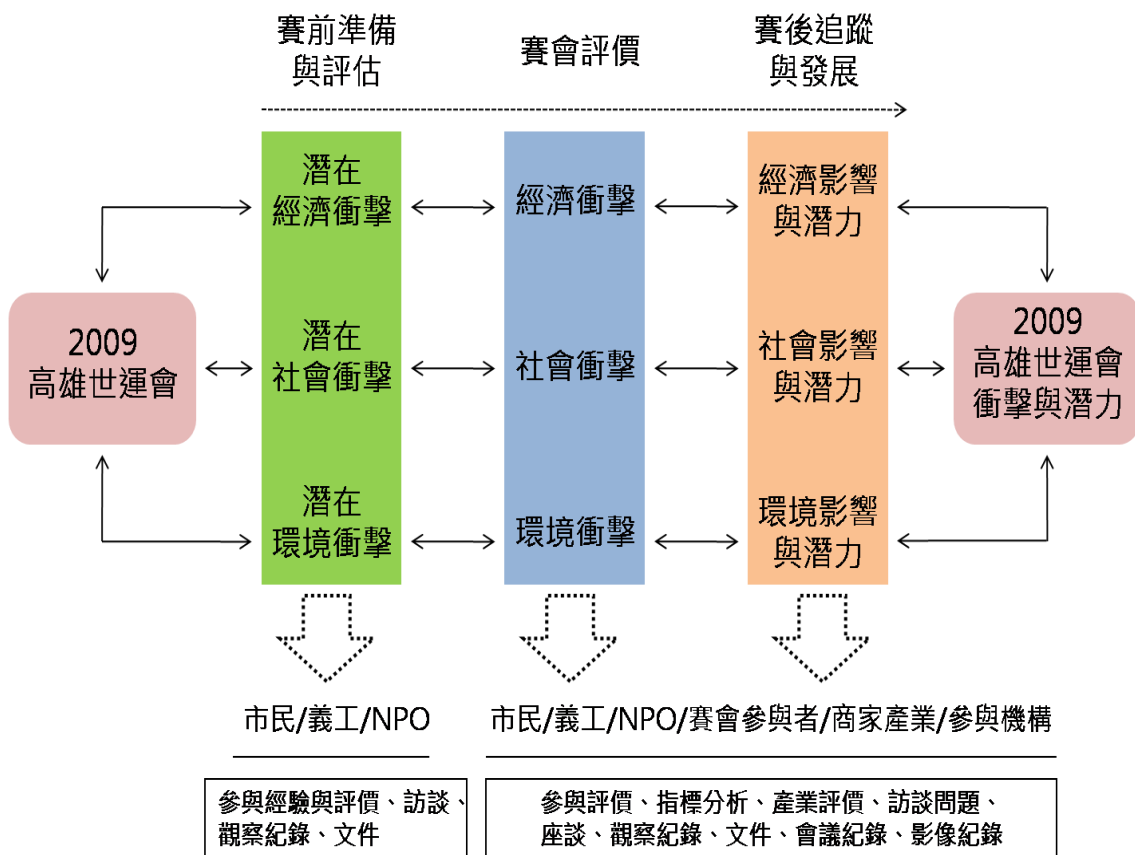 賽前準備
與評估
賽會評價
賽後追蹤
與發展
潛在
經濟衝擊
經濟衝擊
經濟影響
與潛力
2009
高雄世運會
潛在
社會衝擊
社會衝擊
社會影響
與潛力
2009
高雄世運會
衝擊與潛力
潛在
環境衝擊
環境衝擊
環境影響
與潛力
市民/義工/NPO
市民/義工/NPO/賽會參與者/商家產業/參與機構
參與經驗與評價、訪談、
觀察紀錄、文件
參與評價、指標分析、產業評價、訪談問題、
座談、觀察紀錄、文件、會議紀錄、影像紀錄